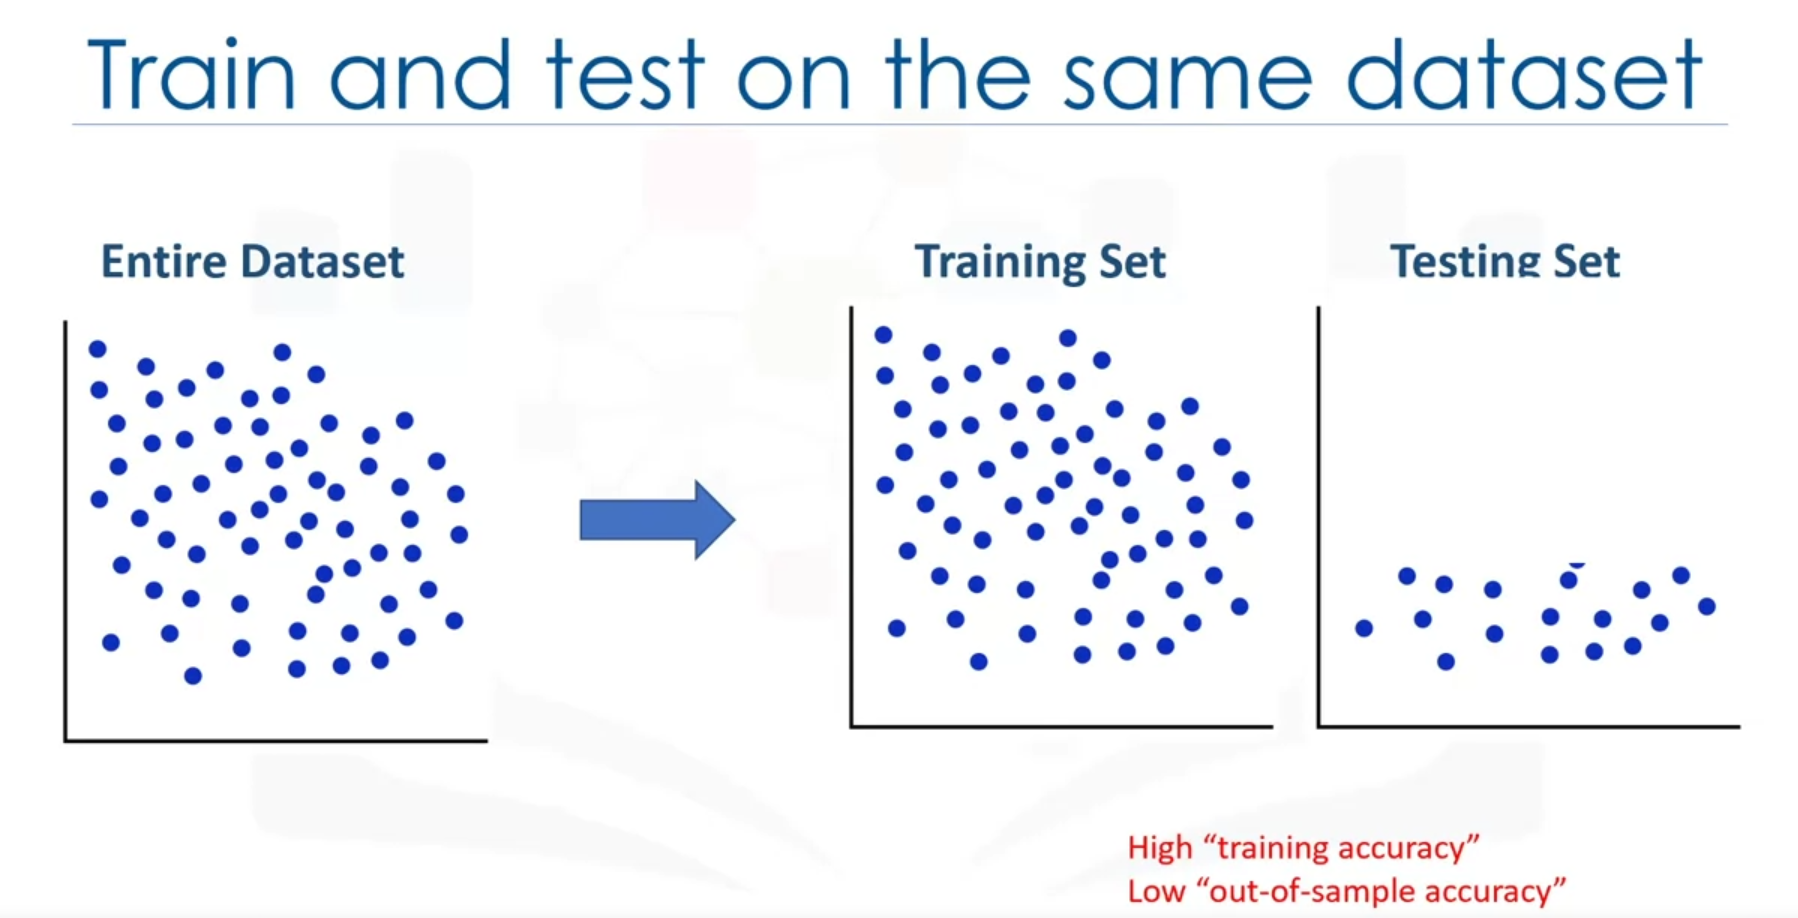 Train and test on the same dataset
Entire Dataset
Training Set
Testing Set
High “training accuracy”
Low “out-of-sample accuracy”